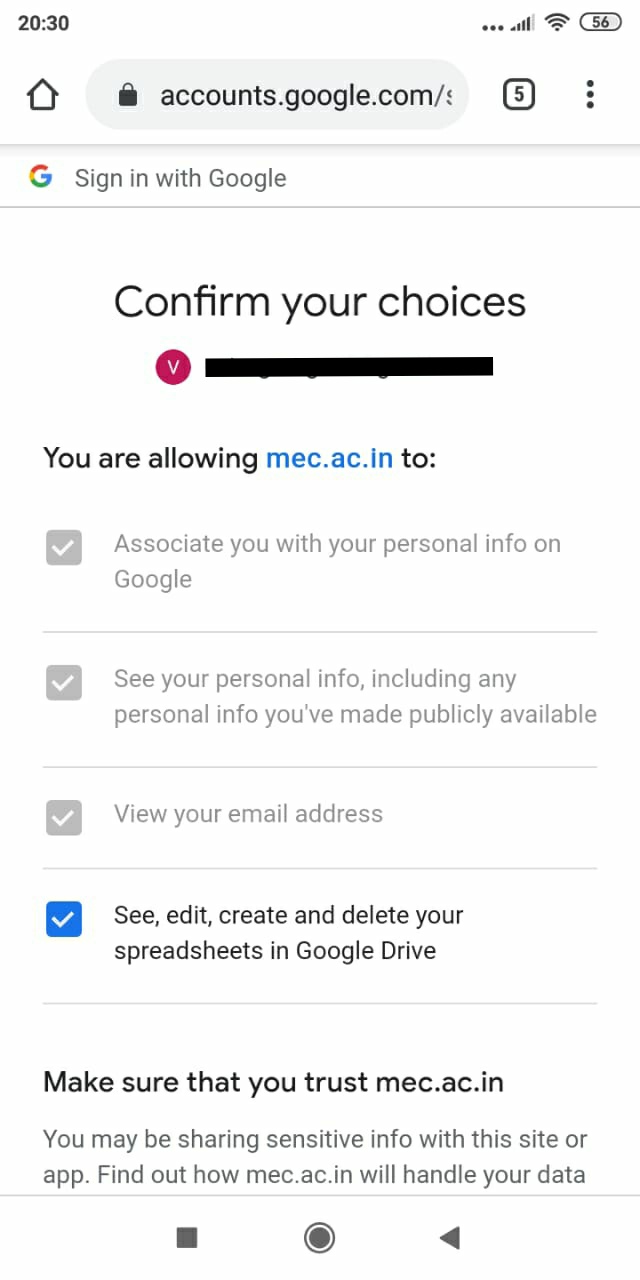 20:30
56
accounts.google.com/s
5
Sign in with Google
Confirm your choices
V
You are allowing mec.ac.in to:
Associate you with your personal info on
Google
See your personal info, including any
personal info you've made publicly available
View your email address
See, edit, create and delete your
spreadsheets in Google Drive
Make sure that you trust mec.ac.in
You may be sharing sensitive info with this site or
app. Find out how mec.ac.in will handle your data